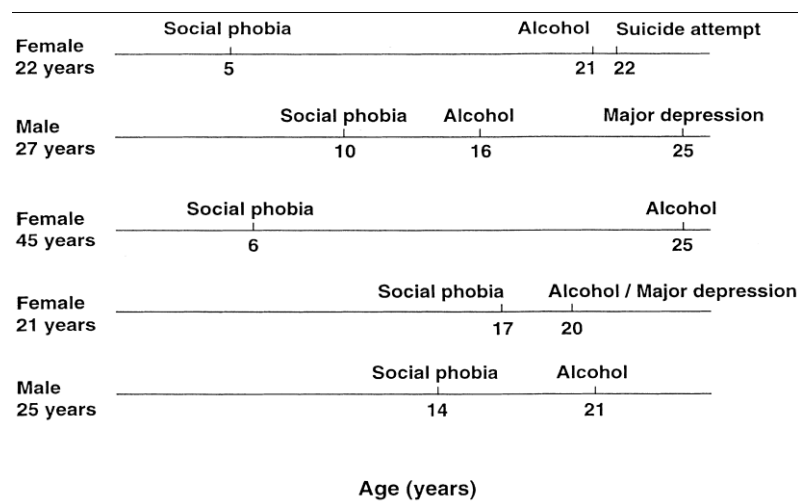 Social phobia Alcohol Suicide attempt
Female
22 years
5 21 22
Social phobia Alcohol Major depression
Male
27 years
10 16 25
Social phobia Alcohol
Female
45 years
6 25
Social phobia Alcohol / Major depression
Female
21 years
17 20
Social phobia Alcohol
Male
25 years
14 21
Age (years)